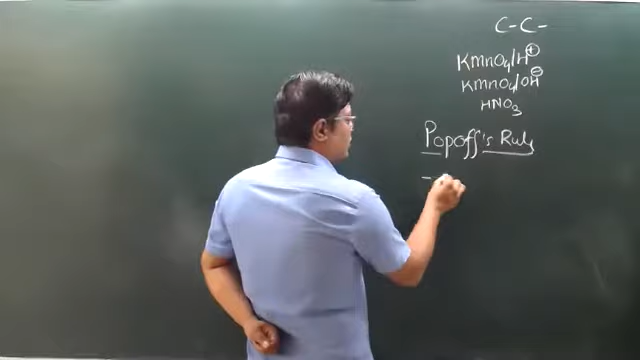 C-C-
KmnO4/H⊕
KmnO4/OH⊖
HNO3
Popoff's Rule
-